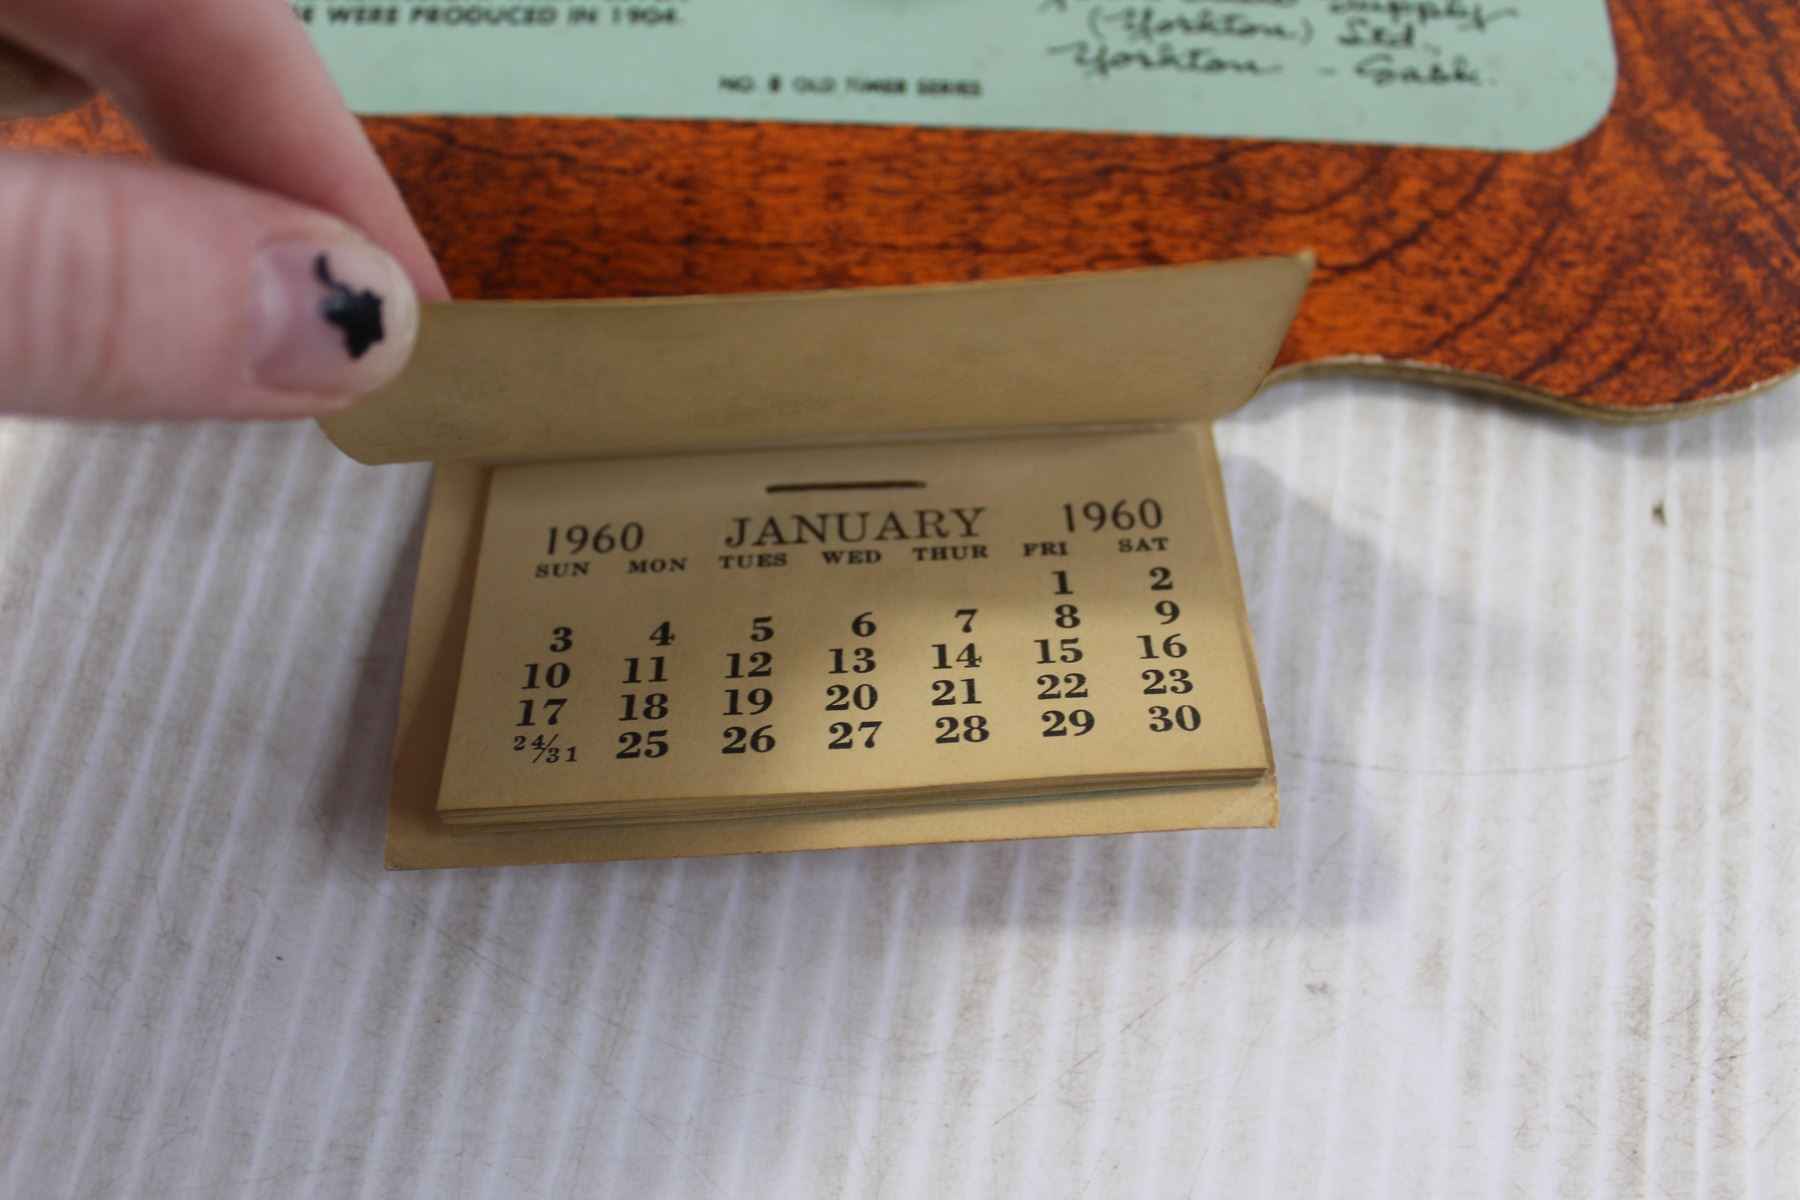 E WERE PRODUCED IN 1904.
Supply
(Yorkton) Ltd.
Yorkton - Sask.
NO. 8 OLD TIMER SERIES
1960 JANUARY 1960
SUN MON TUES WED THUR FRI SAT
1 2
3 4 5 6 7 8 9
10 11 12 13 14 15 16
17 18 19 20 21 22 23
24/31 25 26 27 28 29 30